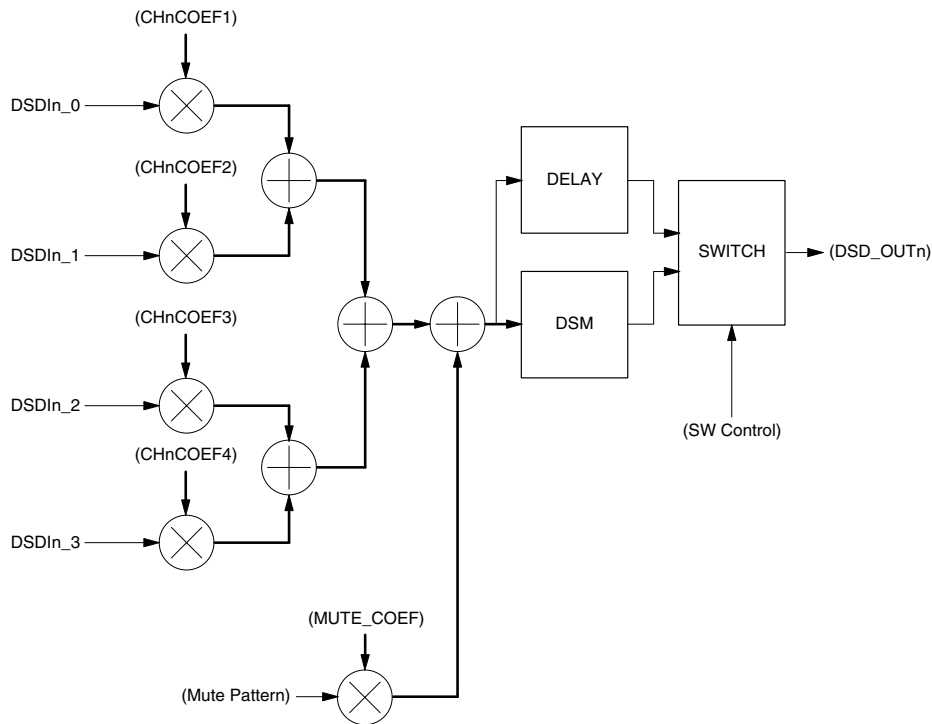 (CHnCOEF1)
DSDIn_0
(CHnCOEF2)
DSDIn_1
(CHnCOEF3)
DSDIn_2
(CHnCOEF4)
DSDIn_3
DELAY
DSM
SWITCH
(DSD_OUTn)
(SW Control)
(MUTE_COEF)
(Mute Pattern)